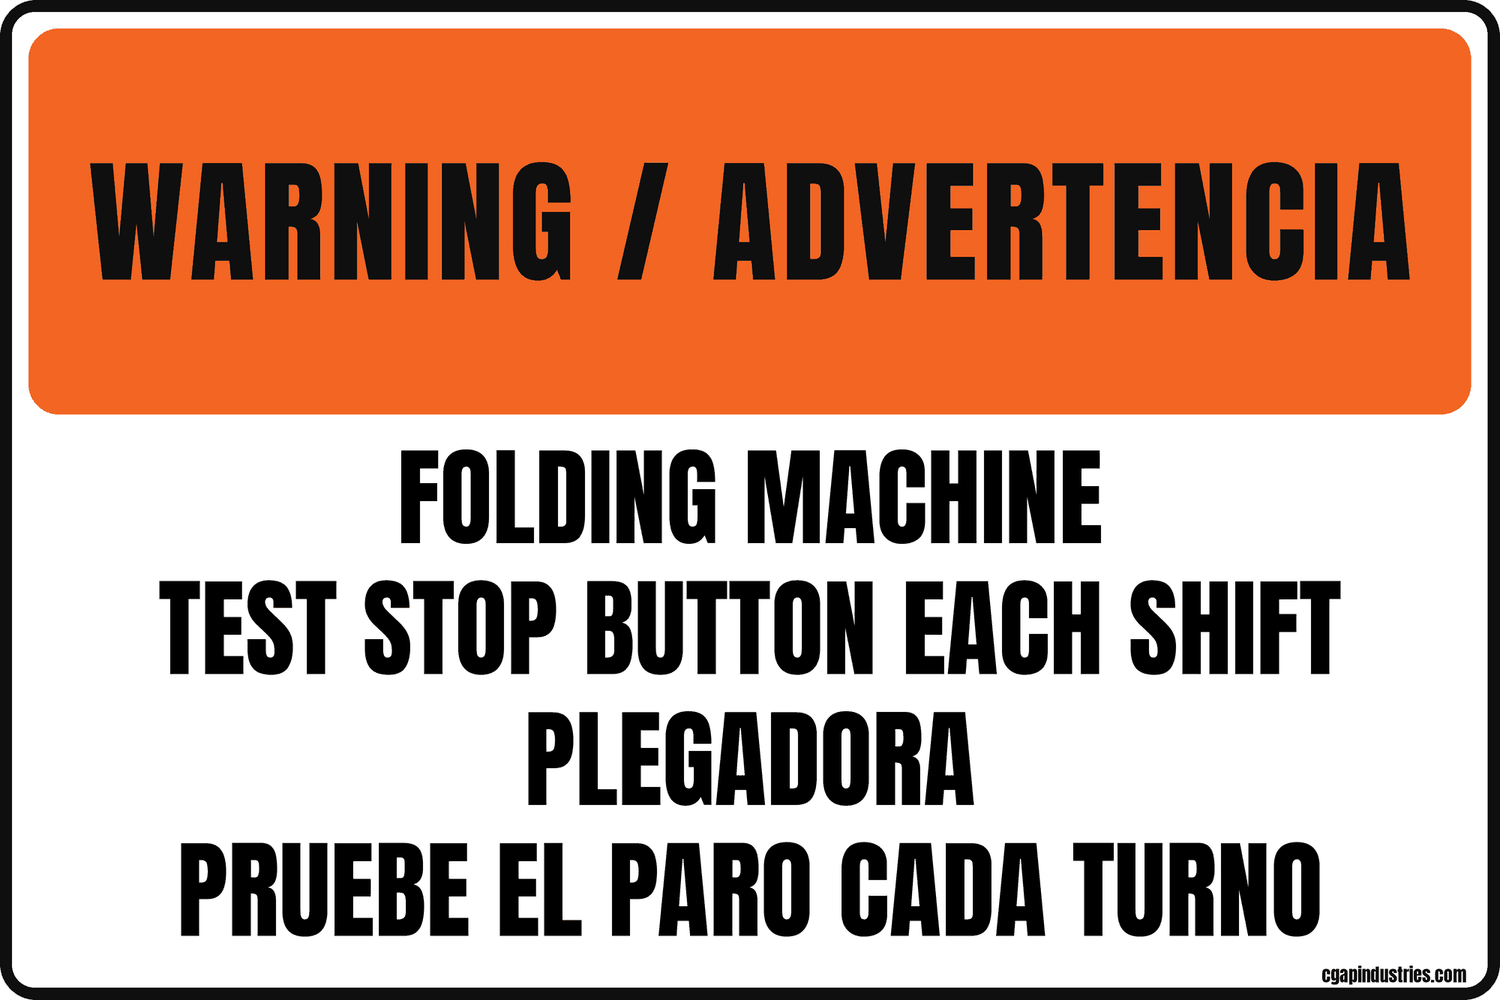 WARNING / ADVERTENCIA
FOLDING MACHINE
TEST STOP BUTTON EACH SHIFT
PLEGADORA
PRUEBE EL PARO CADA TURNO
cgapindustries.com